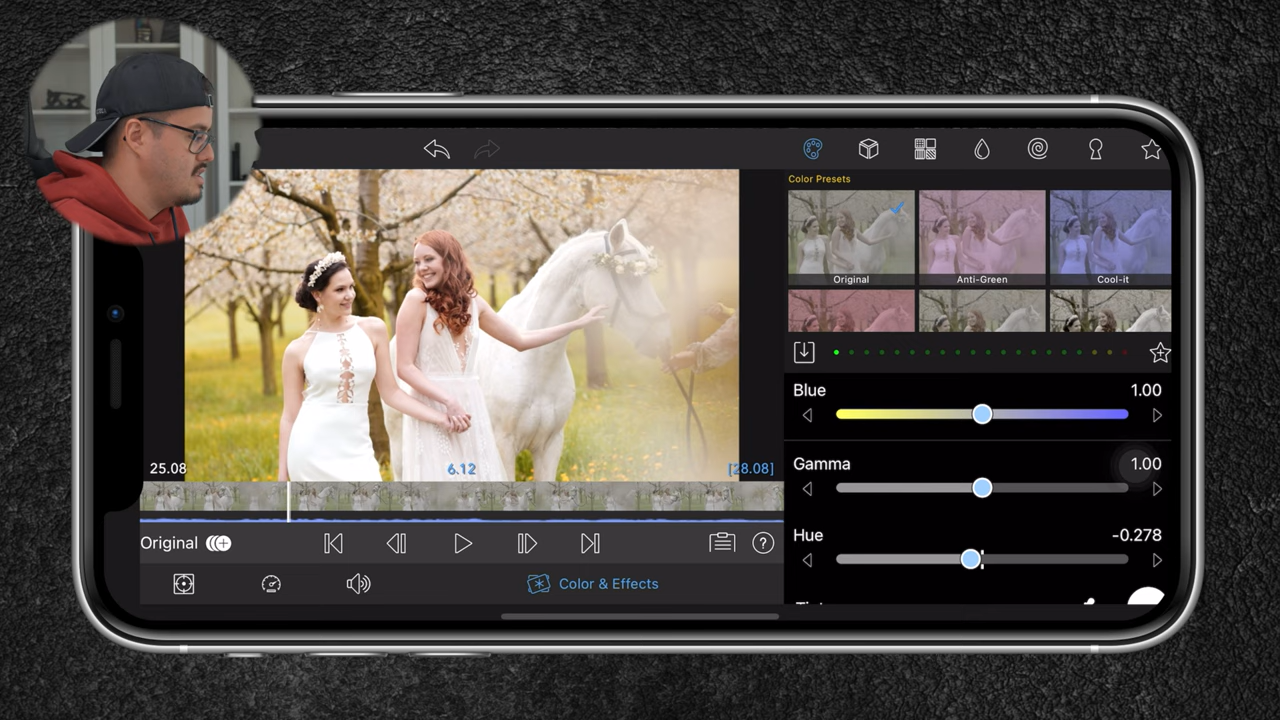 Color Presets
Original
Anti-Green
Cool-it
Blue
1.00
Gamma
1.00
Hue
-0.278
25.08
6.12
[28.08]
Original
Color & Effects